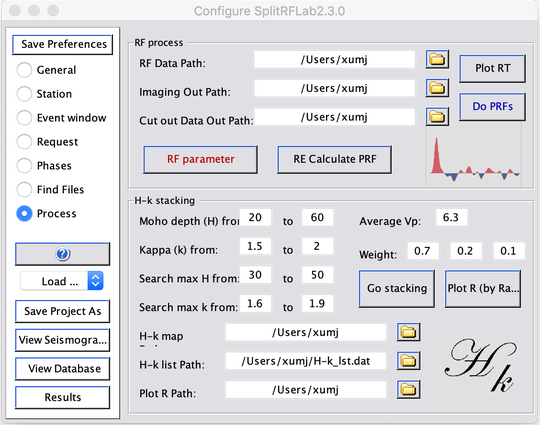 Configure SplitRFLab2.3.0
Save Preferences
General
Station
Event window
Request
Phases
Find Files
Process
?
Load ...
Save Project As
View Seismogra...
View Database
Results
RF process
RF Data Path: /Users/xumj
Imaging Out Path: /Users/xumj
Cut out Data Out Path: /Users/xumj
Plot RT
Do PRFs
RF parameter
RE Calculate PRF
H-k stacking
Moho depth (H) from 20 to 60
Kappa (k) from: 1.5 to 2
Search max H from: 30 to 50
Search max k from: 1.6 to 1.9
Average Vp: 6.3
Weight: 0.7 0.2 0.1
Go stacking
Plot R (by Ra...
H-k map /Users/xumj
H-k list Path: /Users/xumj/H-k_lst.dat
Plot R Path: /Users/xumj
H k